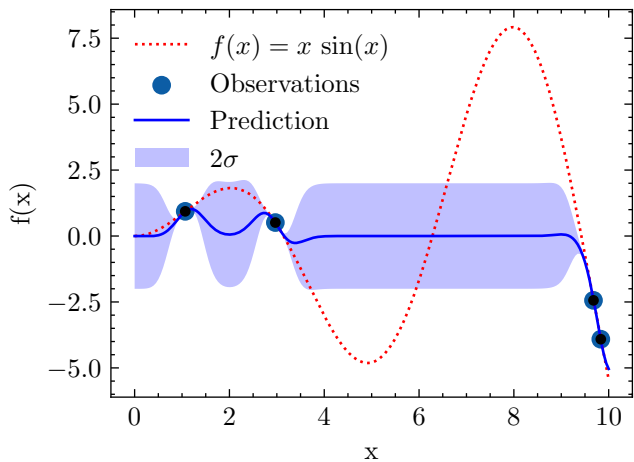 f(x) = x sin(x)
Observations
Prediction
2σ
7.5
5.0
2.5
0.0
−2.5
−5.0
f(x)
0 2 4 6 8 10
x